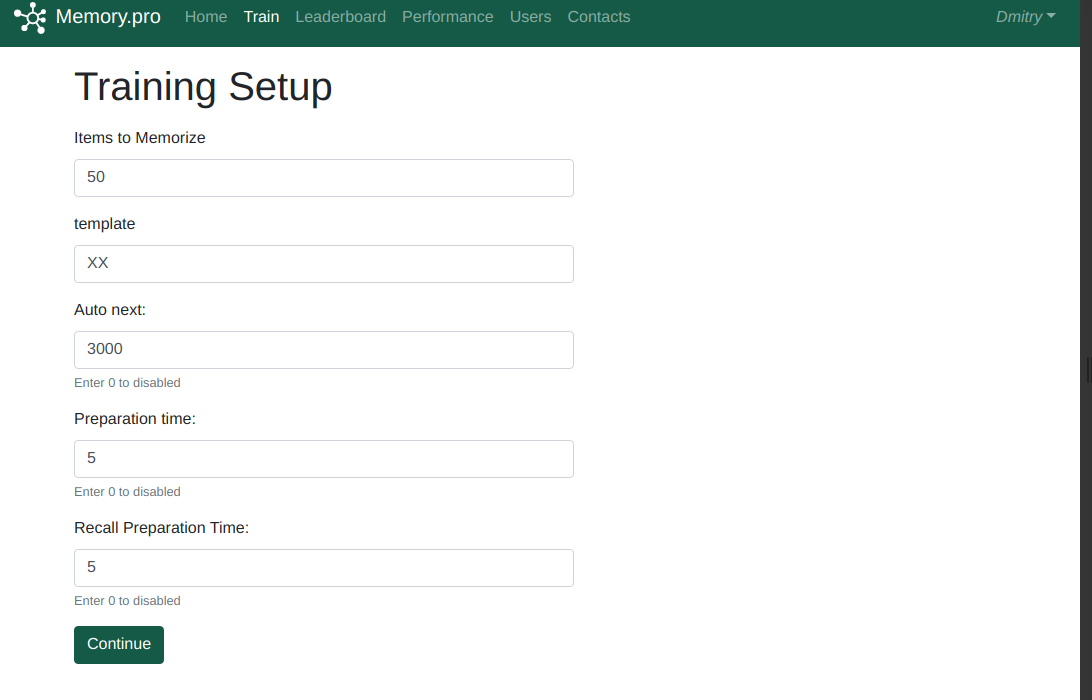 Memory.pro Home Train Leaderboard Performance Users Contacts Dmitry
Training Setup
Items to Memorize
50
template
XX
Auto next:
3000
Enter 0 to disabled
Preparation time:
5
Enter 0 to disabled
Recall Preparation Time:
5
Enter 0 to disabled
Continue